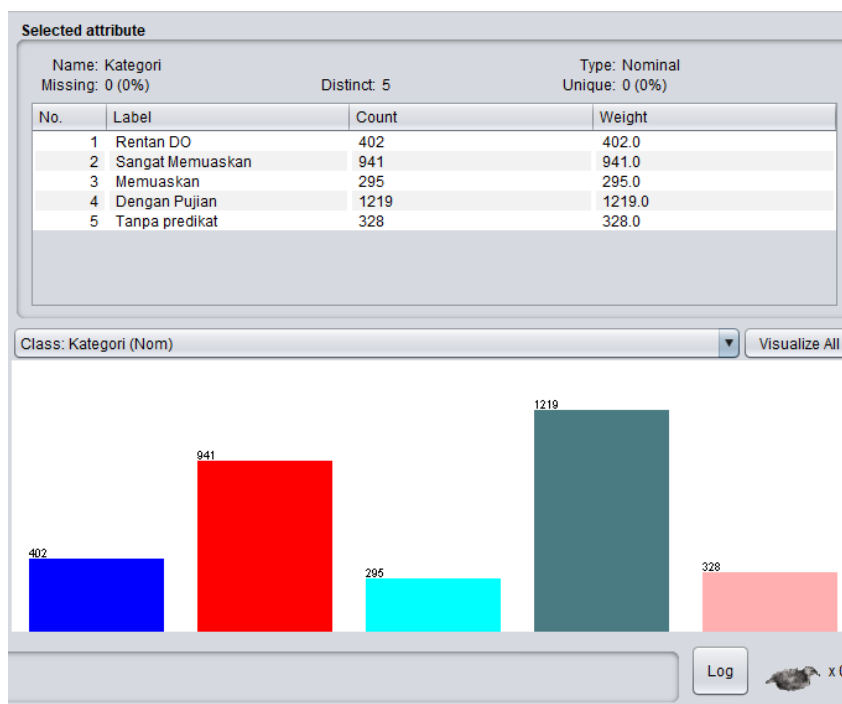 Selected attribute
Name: Kategori Type: Nominal
Missing: 0 (0%) Distinct: 5 Unique: 0 (0%)
No. Label Count Weight
1 Rentan DO 402 402.0
2 Sangat Memuaskan 941 941.0
3 Memuaskan 295 295.0
4 Dengan Pujian 1219 1219.0
5 Tanpa predikat 328 328.0
Class: Kategori (Nom) Visualize All
1219
941
402
295
328
Log x 0